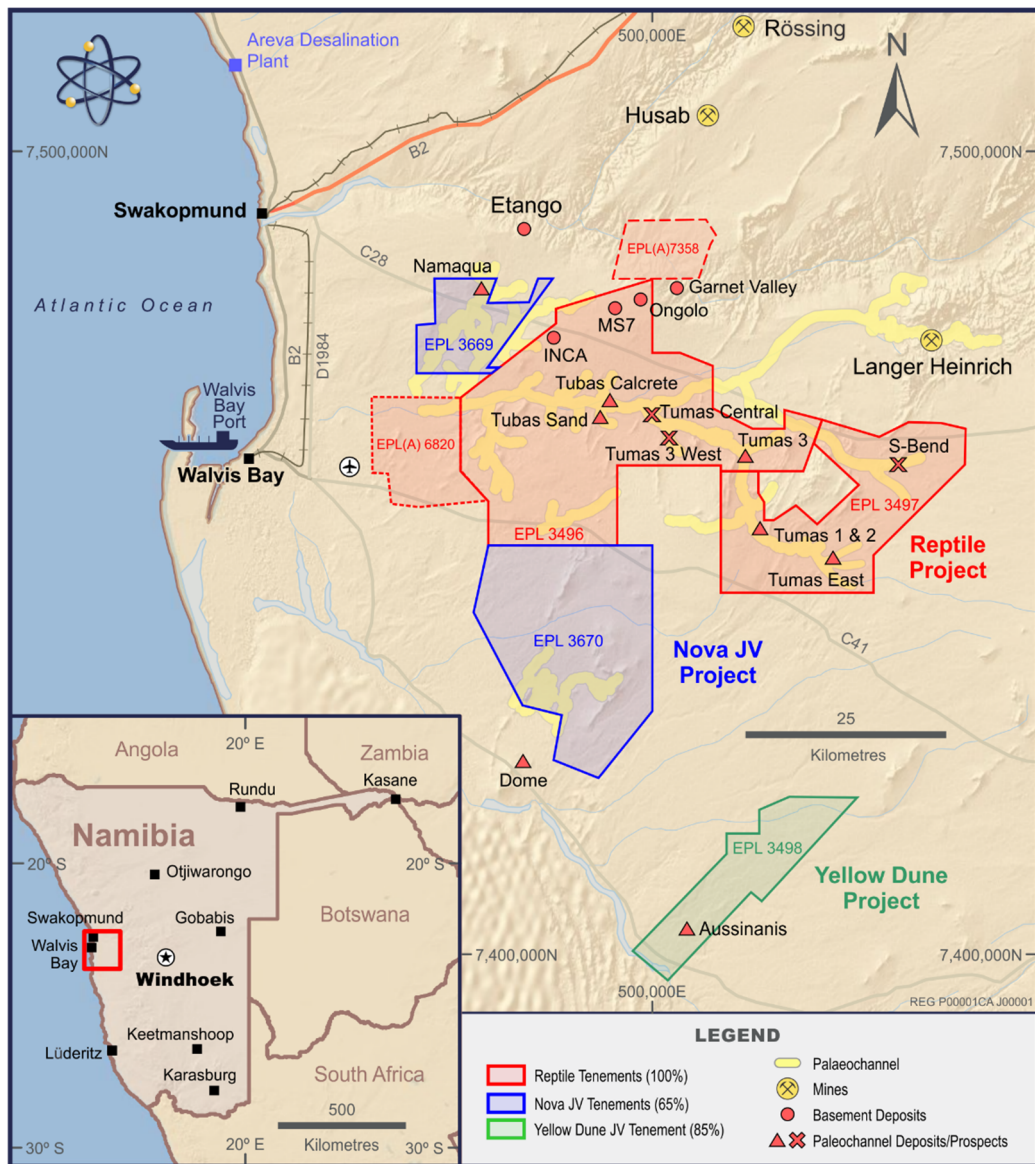 Areva Desalination
Plant
500,000E
Rössing
N
Husab
B2
7,500,000N
7,500,000N
Swakopmund
Etango
EPL(A)7358
C28
Namaqua
Garnet Valley
Ongolo
MS7
Atlantic Ocean
B2
D1984
EPL 3669
INCA
Langer Heinrich
Tubas Calcrete
Walvis
Bay
Port
Tubas Sand
Tumas Central
EPL(A) 6820
Tumas 3 West
Tumas 3
S-Bend
Walvis Bay
EPL 3497
EPL 3496
Tumas 1 & 2
Reptile
Project
Tumas East
EPL 3670
Nova JV
Project
C41
25
Kilometres
Dome
EPL 3498
Yellow Dune
Project
Aussinanis
7,400,000N
7,400,000N
500,000E
REG P00001CA J00001
Angola
20° E
Zambia
Rundu
Kasane
Namibia
20° S
20° S
Otjiwarongo
Swakopmund
Gobabis
Botswana
Walvis
Bay
Windhoek
Keetmanshoop
Lüderitz
Karasburg
South Africa
500
Kilometres
30° S
20° E
30° S
LEGEND
Reptile Tenements (100%)
Nova JV Tenements (65%)
Yellow Dune JV Tenement (85%)
Palaeochannel
Mines
Basement Deposits
Paleochannel Deposits/Prospects